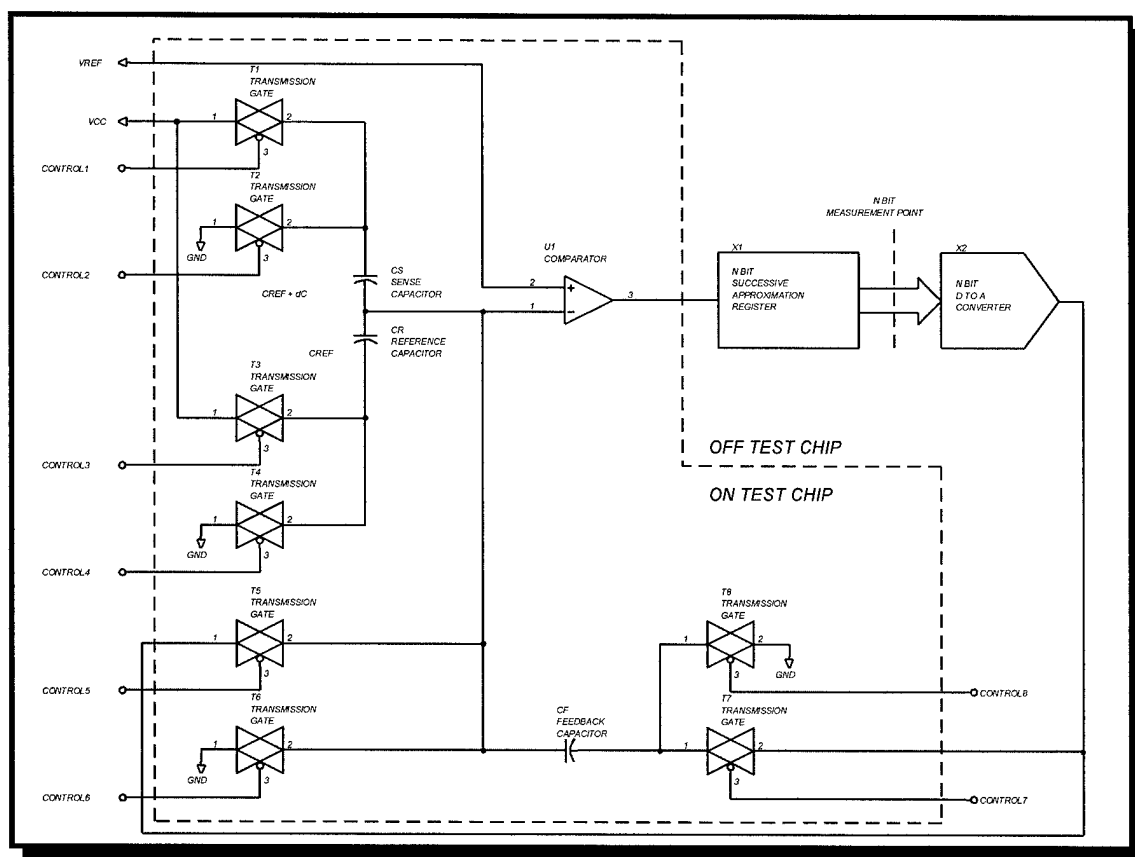 VREF
T1
TRANSMISSION
GATE
VCC
1
2
3
CONTROL1
T2
TRANSMISSION
GATE
1
2
GND
3
CONTROL2
CREF + dC
CS
SENSE
CAPACITOR
CR
REFERENCE
CAPACITOR
CREF
U1
COMPARATOR
2
+
1
-
3
X1
N BIT
SUCCESSIVE
APPROXIMATION
REGISTER
N BIT
MEASUREMENT POINT
X2
N BIT
D TO A
CONVERTER
T3
TRANSMISSION
GATE
1
2
3
CONTROL3
T4
TRANSMISSION
GATE
1
2
GND
3
CONTROL4
OFF TEST CHIP
ON TEST CHIP
T5
TRANSMISSION
GATE
1
2
3
CONTROL5
T6
TRANSMISSION
GATE
1
2
GND
3
CONTROL6
CF
FEEDBACK
CAPACITOR
T8
TRANSMISSION
GATE
1
2
GND
3
CONTROL8
T7
TRANSMISSION
GATE
1
2
3
CONTROL7